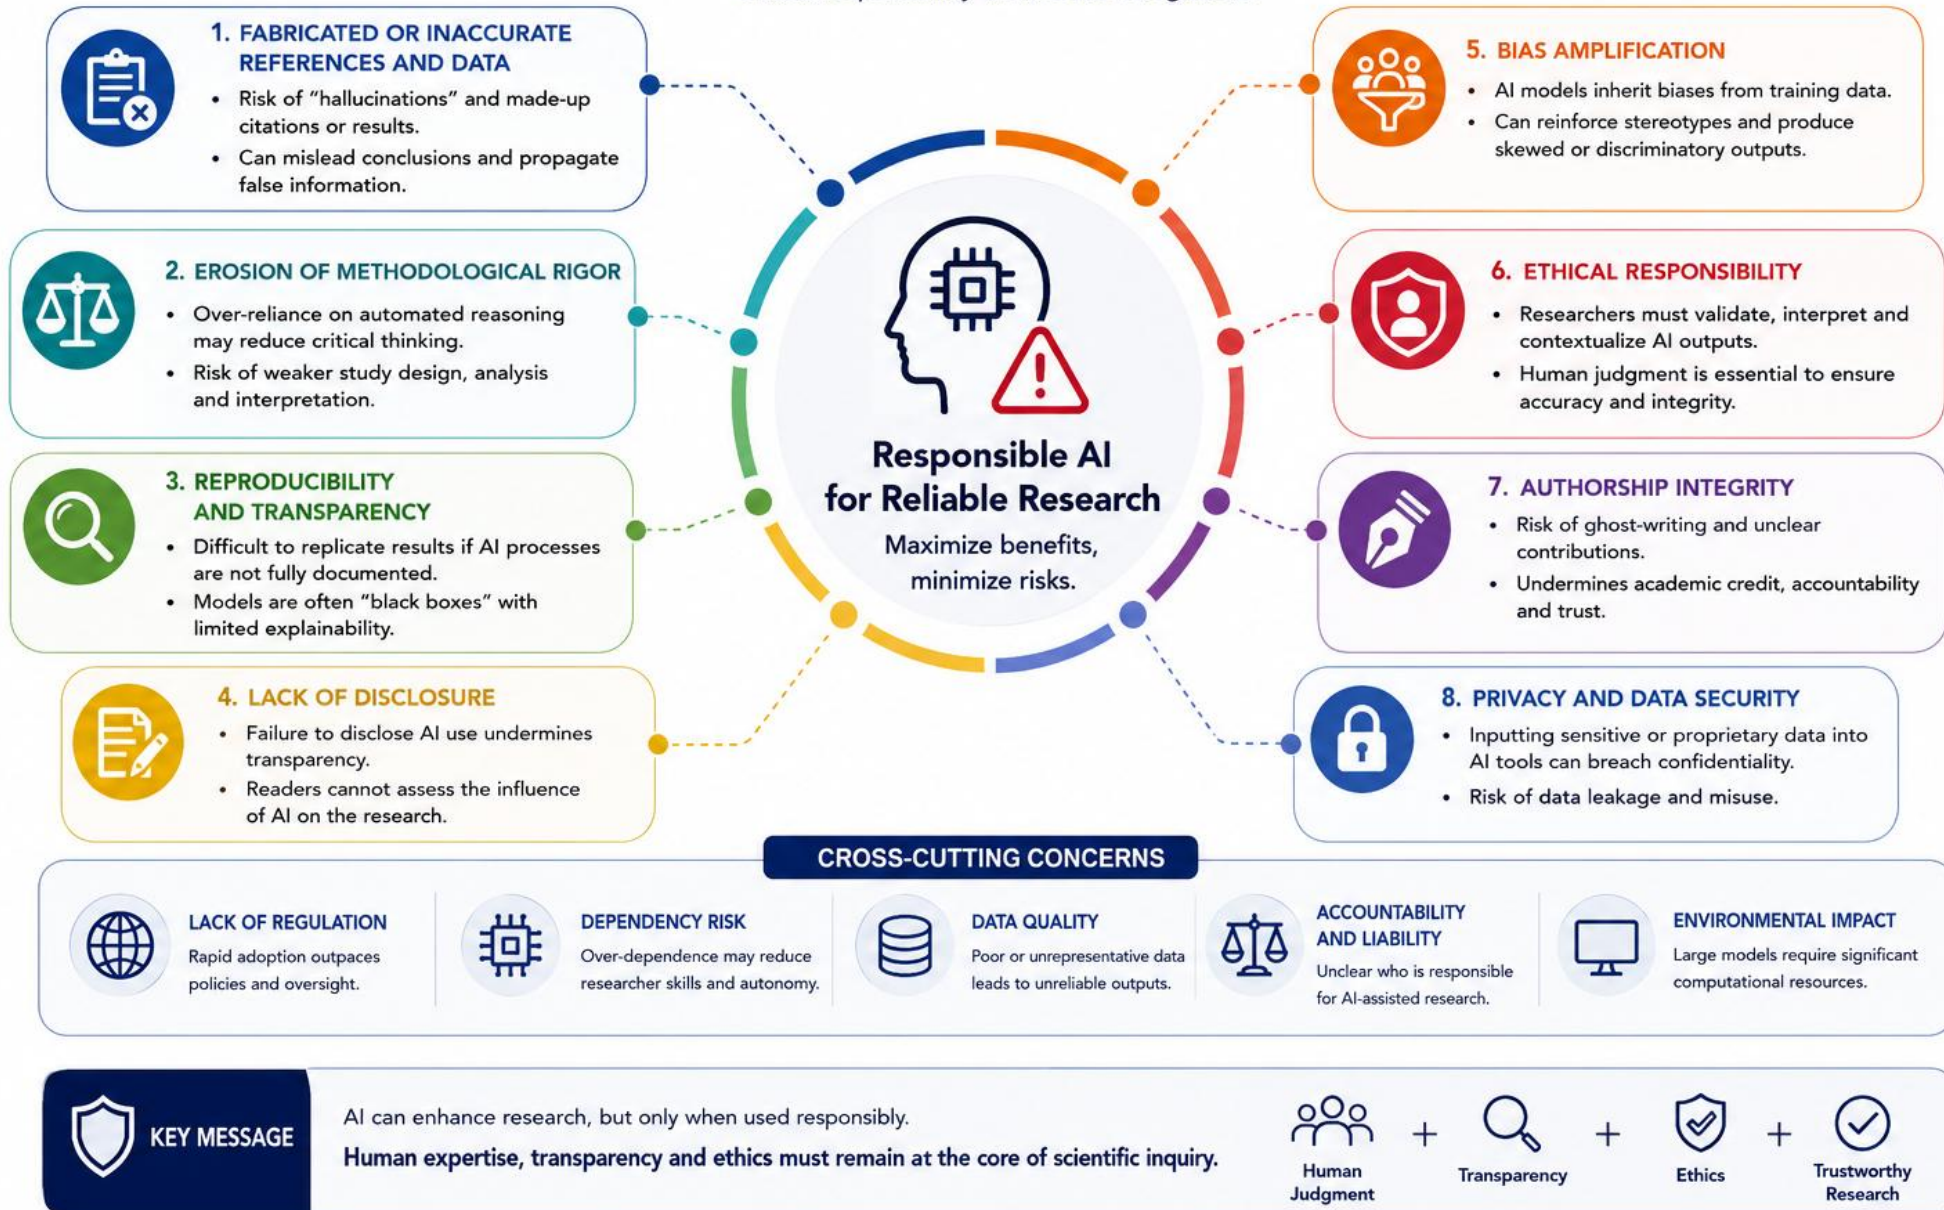 1. FABRICATED OR INACCURATE
REFERENCES AND DATA
• Risk of “hallucinations” and made-up
citations or results.
• Can mislead conclusions and propagate
false information.
2. EROSION OF METHODOLOGICAL RIGOR
• Over-reliance on automated reasoning
may reduce critical thinking.
• Risk of weaker study design, analysis
and interpretation.
3. REPRODUCIBILITY
AND TRANSPARENCY
• Difficult to replicate results if AI processes
are not fully documented.
• Models are often “black boxes” with
limited explainability.
4. LACK OF DISCLOSURE
• Failure to disclose AI use undermines
transparency.
• Readers cannot assess the influence
of AI on the research.
Responsible AI
for Reliable Research
Maximize benefits,
minimize risks.
5. BIAS AMPLIFICATION
• AI models inherit biases from training data.
• Can reinforce stereotypes and produce
skewed or discriminatory outputs.
6. ETHICAL RESPONSIBILITY
• Researchers must validate, interpret and
contextualize AI outputs.
• Human judgment is essential to ensure
accuracy and integrity.
7. AUTHORSHIP INTEGRITY
• Risk of ghost-writing and unclear
contributions.
• Undermines academic credit, accountability
and trust.
8. PRIVACY AND DATA SECURITY
• Inputting sensitive or proprietary data into
AI tools can breach confidentiality.
• Risk of data leakage and misuse.
CROSS-CUTTING CONCERNS
LACK OF REGULATION
Rapid adoption outpaces
policies and oversight.
DEPENDENCY RISK
Over-dependence may reduce
researcher skills and autonomy.
DATA QUALITY
Poor or unrepresentative data
leads to unreliable outputs.
ACCOUNTABILITY
AND LIABILITY
Unclear who is responsible
for AI-assisted research.
ENVIRONMENTAL IMPACT
Large models require significant
computational resources.
KEY MESSAGE
AI can enhance research, but only when used responsibly.
Human expertise, transparency and ethics must remain at the core of scientific inquiry.
Human
Judgment
+
Transparency
+
Ethics
+
Trustworthy
Research